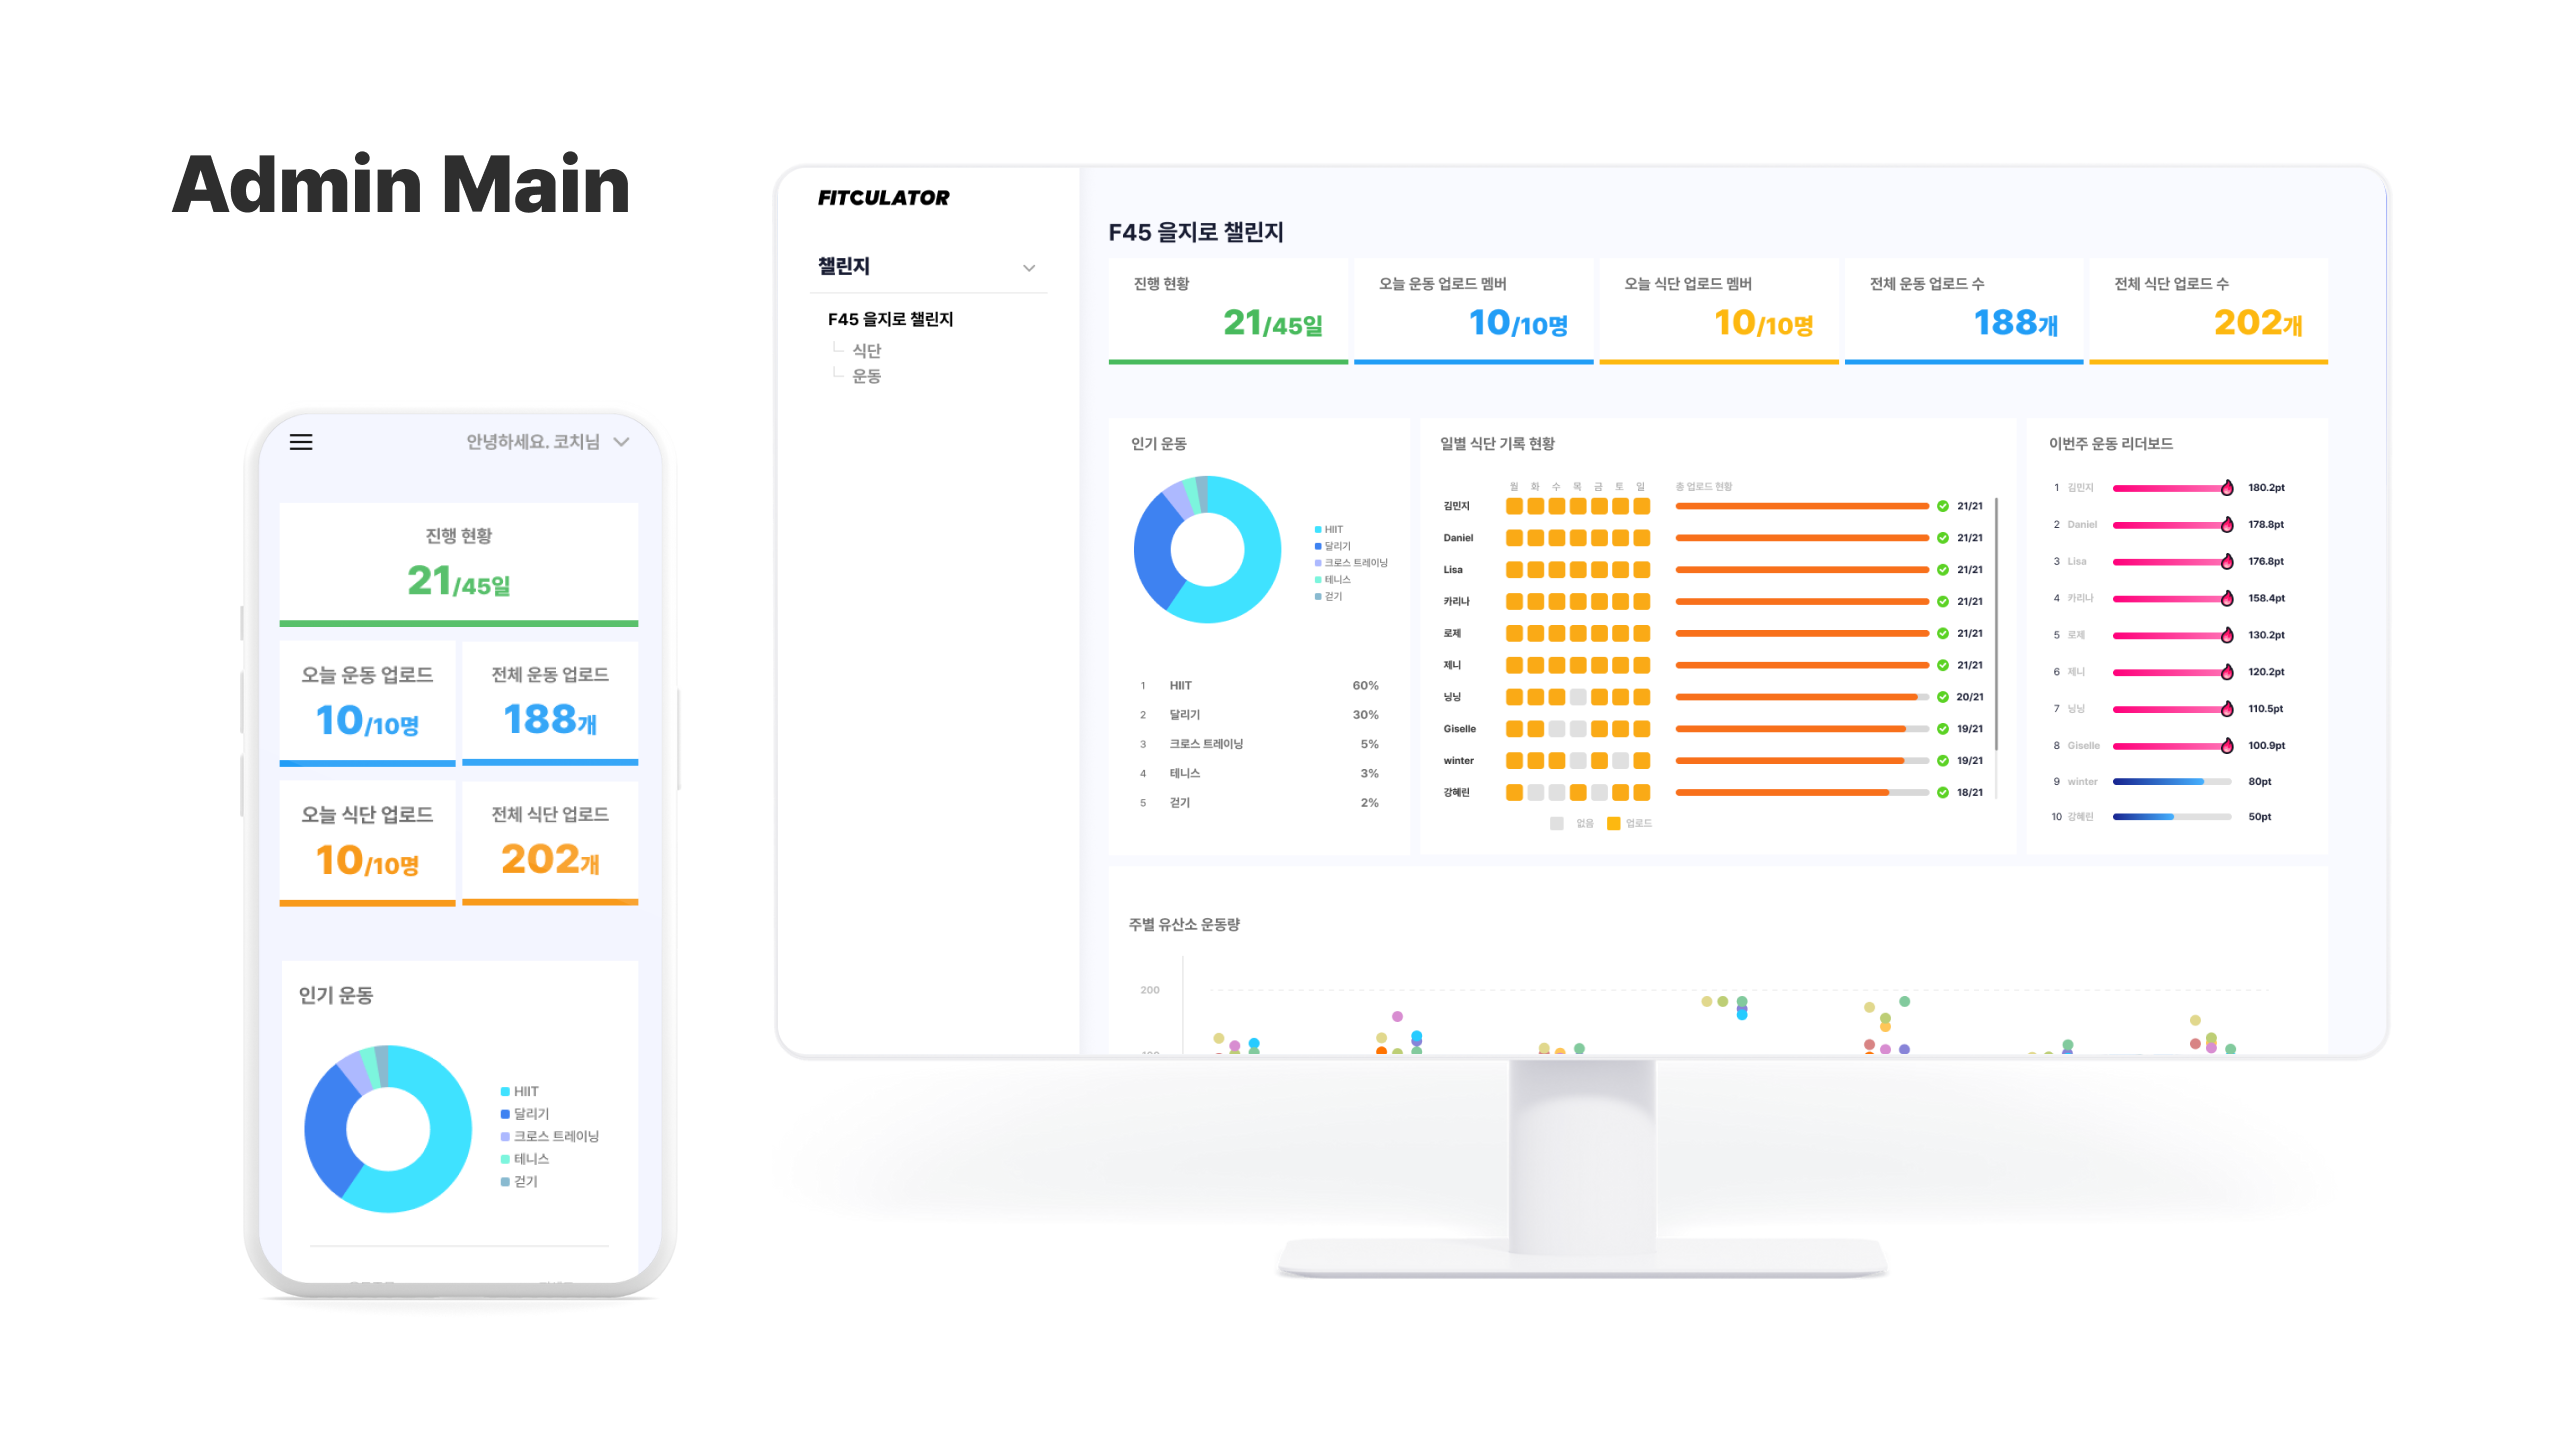 Admin Main
안녕하세요. 코치님
진행 현황
21/45일
오늘 운동 업로드
전체 운동 업로드
10/10명
188개
오늘 식단 업로드
전체 식단 업로드
10/10명
202개
인기 운동
HIIT
달리기
크로스 트레이닝
테니스
걷기
FITCULATOR
챌린지
F45 을지로 챌린지
식단
운동
F45 을지로 챌린지
진행 현황
21/45일
오늘 운동 업로드 멤버
10/10명
오늘 식단 업로드 멤버
10/10명
전체 운동 업로드 수
188개
전체 식단 업로드 수
202개
인기 운동
HIIT
달리기
크로스 트레이닝
테니스
걷기
1 HIIT 60%
2 달리기 30%
3 크로스 트레이닝 5%
4 테니스 3%
5 걷기 2%
일별 식단 기록 현황
월 화 수 목 금 토 일 총 업로드 현황
김민지 21/21
Daniel 21/21
Lisa 21/21
카리나 21/21
로제 21/21
제니 21/21
닝닝 20/21
Giselle 19/21
winter 19/21
강혜린 18/21
없음 업로드
이번주 운동 리더보드
1 김민지 180.2pt
2 Daniel 178.8pt
3 Lisa 176.8pt
4 카리나 158.4pt
5 로제 130.2pt
6 제니 120.2pt
7 닝닝 110.5pt
8 Giselle 100.9pt
9 winter 80pt
10 강혜린 50pt
주별 유산소 운동량
200